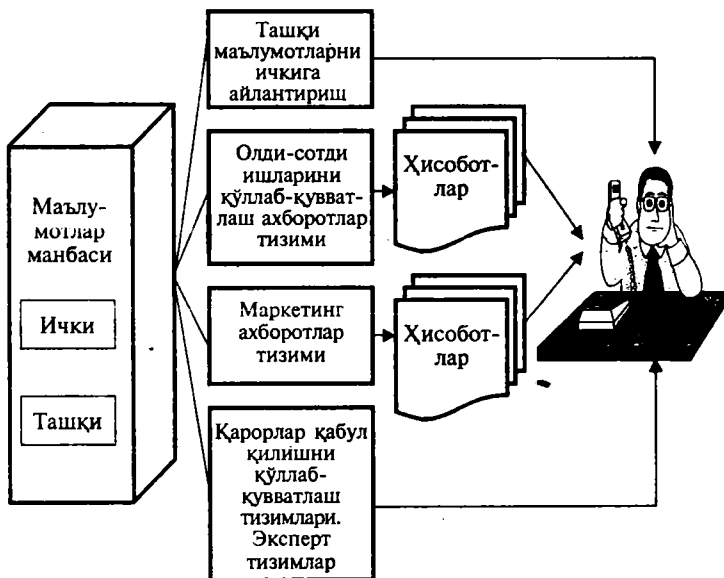 Ташқи
маълумотларни
ичкига
айлантириш
Маълу-
мотлар
манбаси
Ички
Ташқи
Олди-сотди
ишларини
қўллаб-қувват-
лаш ахборотлар
тизими
Ҳисобот-
лар
Маркетинг
ахборотлар
тизими
Ҳисобот-
лар
Қарорлар қабул
қилишни
қўллаб-
қувватлаш
тизимлари.
Эксперт
тизимлар